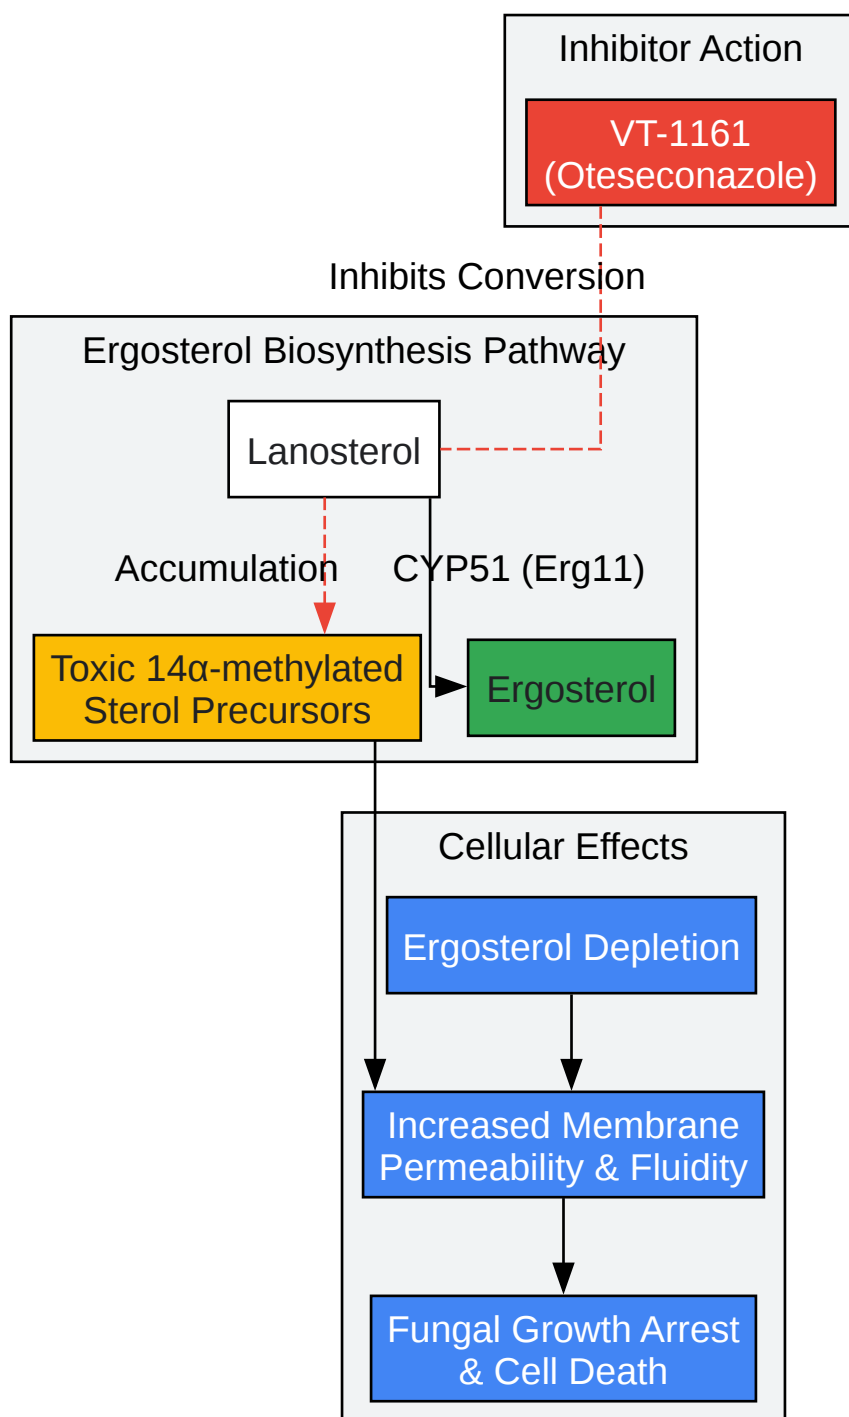 Inhibitor Action
VT-1161
(Oteseconazole)
Inhibits Conversion
Ergosterol Biosynthesis Pathway
Lanosterol
Accumulation
CYP51 (Erg11)
Toxic 14α-methylated
Sterol Precursors
Ergosterol
Cellular Effects
Ergosterol Depletion
Increased Membrane
Permeability & Fluidity
Fungal Growth Arrest
& Cell Death